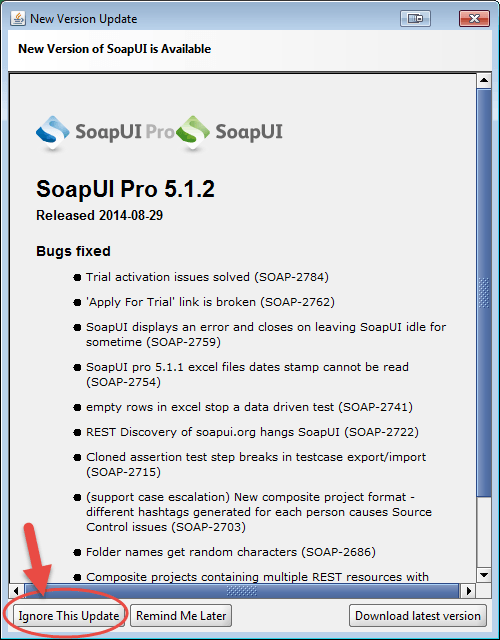 New Version Update
New Version of SoapUI is Available
SoapUI Pro SoapUI
SoapUI Pro 5.1.2
Released 2014-08-29
Bugs fixed
Trial activation issues solved (SOAP-2784)
'Apply For Trial' link is broken (SOAP-2762)
SoapUI displays an error and closes on leaving SoapUI idle for
sometime (SOAP-2759)
SoapUI pro 5.1.1 excel files dates stamp cannot be read
(SOAP-2754)
empty rows in excel stop a data driven test (SOAP-2741)
REST Discovery of soapui.org hangs SoapUI (SOAP-2722)
Cloned assertion test step breaks in testcase export/import
(SOAP-2715)
(support case escalation) New composite project format -
different hashtags generated for each person causes Source
Control issues (SOAP-2703)
Folder names get random characters (SOAP-2686)
Composite projects containing multiple REST resources with
Ignore This Update Remind Me Later Download latest version